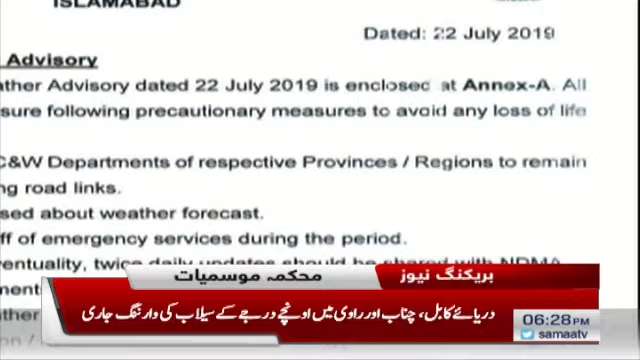 ISLAMABAD
Dated: 22 July 2019
Advisory
ather Advisory dated 22 July 2019 is enclosed at Annex-A. All
sure following precautionary measures to avoid any loss of life
C&W Departments of respective Provinces / Regions to remain
ng road links.
sed about weather forecast.
ff of emergency services during the period.
ventuality, twice daily updates should be shared with NDMA
محکمہ موسمیات
بریکنگ نیوز
دریائے کابل، چناب اور راوی میں اونچے درجے کے سیلاب کی وارننگ جاری
06:28PM
samaatv